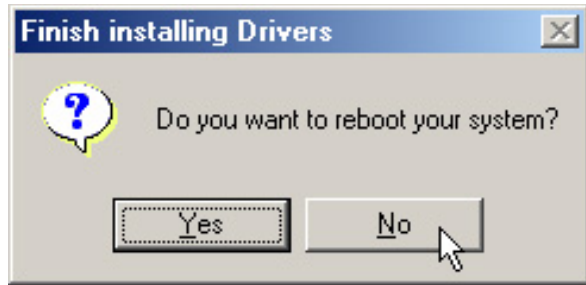 Finish installing Drivers
?
Do you want to reboot your system?
Yes
No